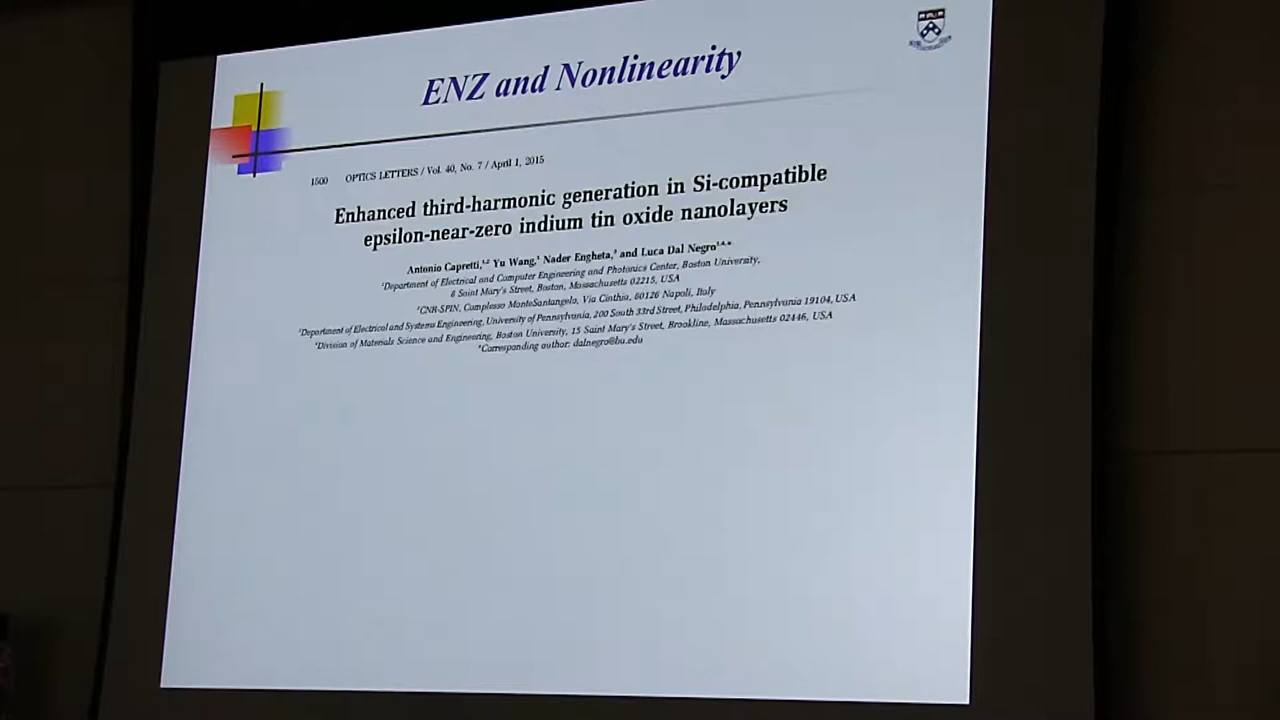 ENZ and Nonlinearity
1500 OPTICS LETTERS / Vol. 40, No. 7 / April 1, 2015
Enhanced third-harmonic generation in Si-compatible
epsilon-near-zero indium tin oxide nanolayers
Antonio Capretti,¹,² Yu Wang,¹ Nader Engheta,³ and Luca Dal Negro¹,⁴,*
¹Department of Electrical and Computer Engineering and Photonics Center, Boston University,
8 Saint Mary's Street, Boston, Massachusetts 02215, USA
²CNR-SPIN, Complesso MonteSantangelo, Via Cinthia, 80126 Napoli, Italy
³Department of Electrical and Systems Engineering, University of Pennsylvania, 200 South 33rd Street, Philadelphia, Pennsylvania 19104, USA
⁴Division of Materials Science and Engineering, Boston University, 15 Saint Mary's Street, Brookline, Massachusetts 02446, USA
*Corresponding author: dalnegro@bu.edu